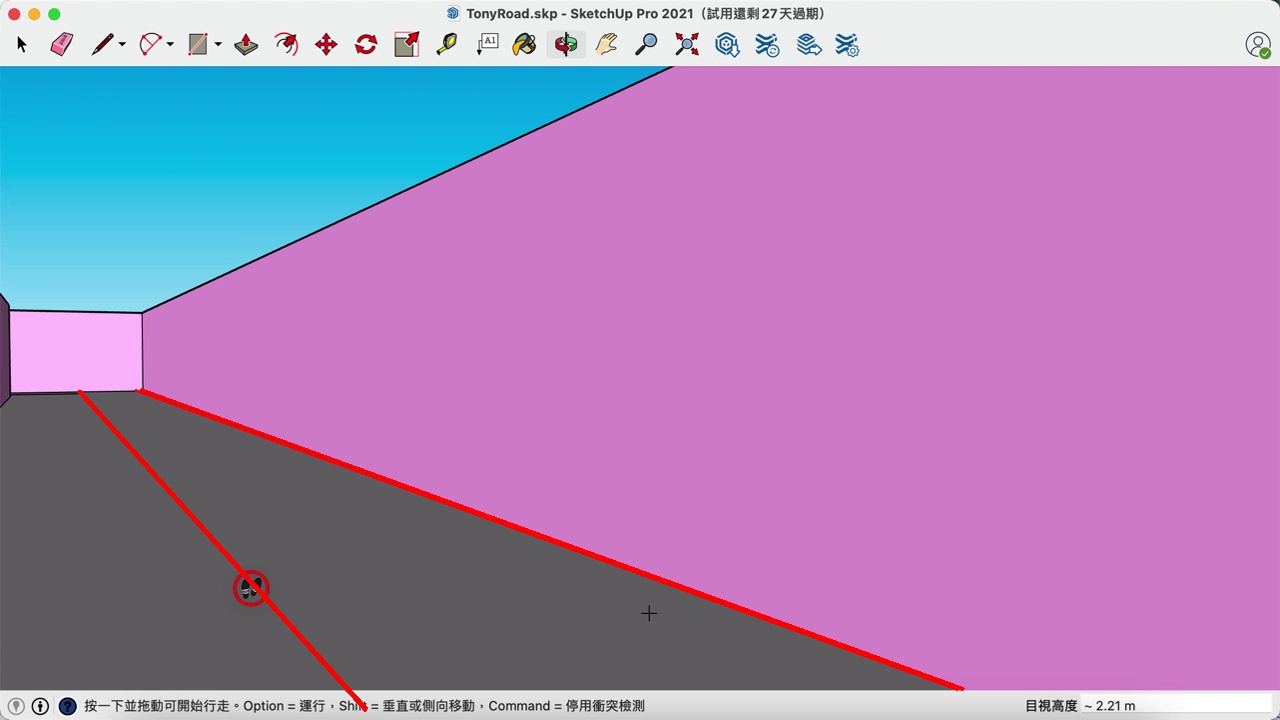 TonyRoad.skp - SketchUp Pro 2021（試用還剩 27 天過期）
A1
按一下並拖動可開始行走。Option = 運行，Shift = 垂直或側向移動，Command = 停用衝突檢測
目視高度 ~ 2.21 m